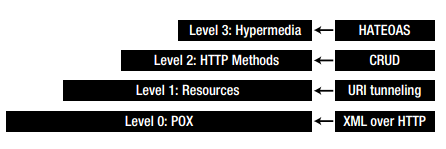 Level 3: Hypermedia HATEOAS
Level 2: HTTP Methods CRUD
Level 1: Resources URI tunneling
Level 0: POX XML over HTTP